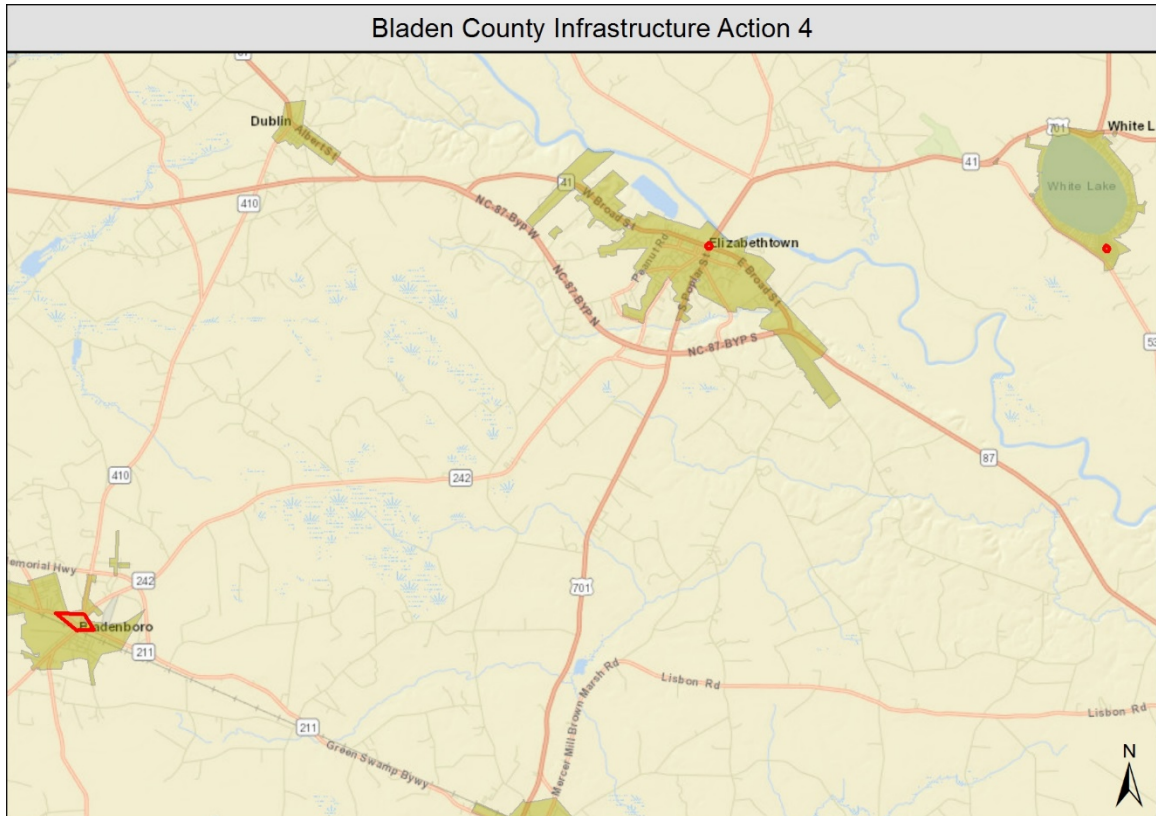 Bladen County Infrastructure Action 4
Dublin
Albert St
701
White L
41
White Lake
410
41
W Broad St
NC-87-Byp W
Elizabethtown
Peanut Rd
S Poplar St
E Broad St
NC-87-BYP N
NC-87-BYP S
53
87
410
242
emorial Hwy
242
701
Bladenboro
211
Lisbon Rd
Lisbon Rd
Mercer Mill Brown Marsh Rd
211
Green Swamp Bywy
N